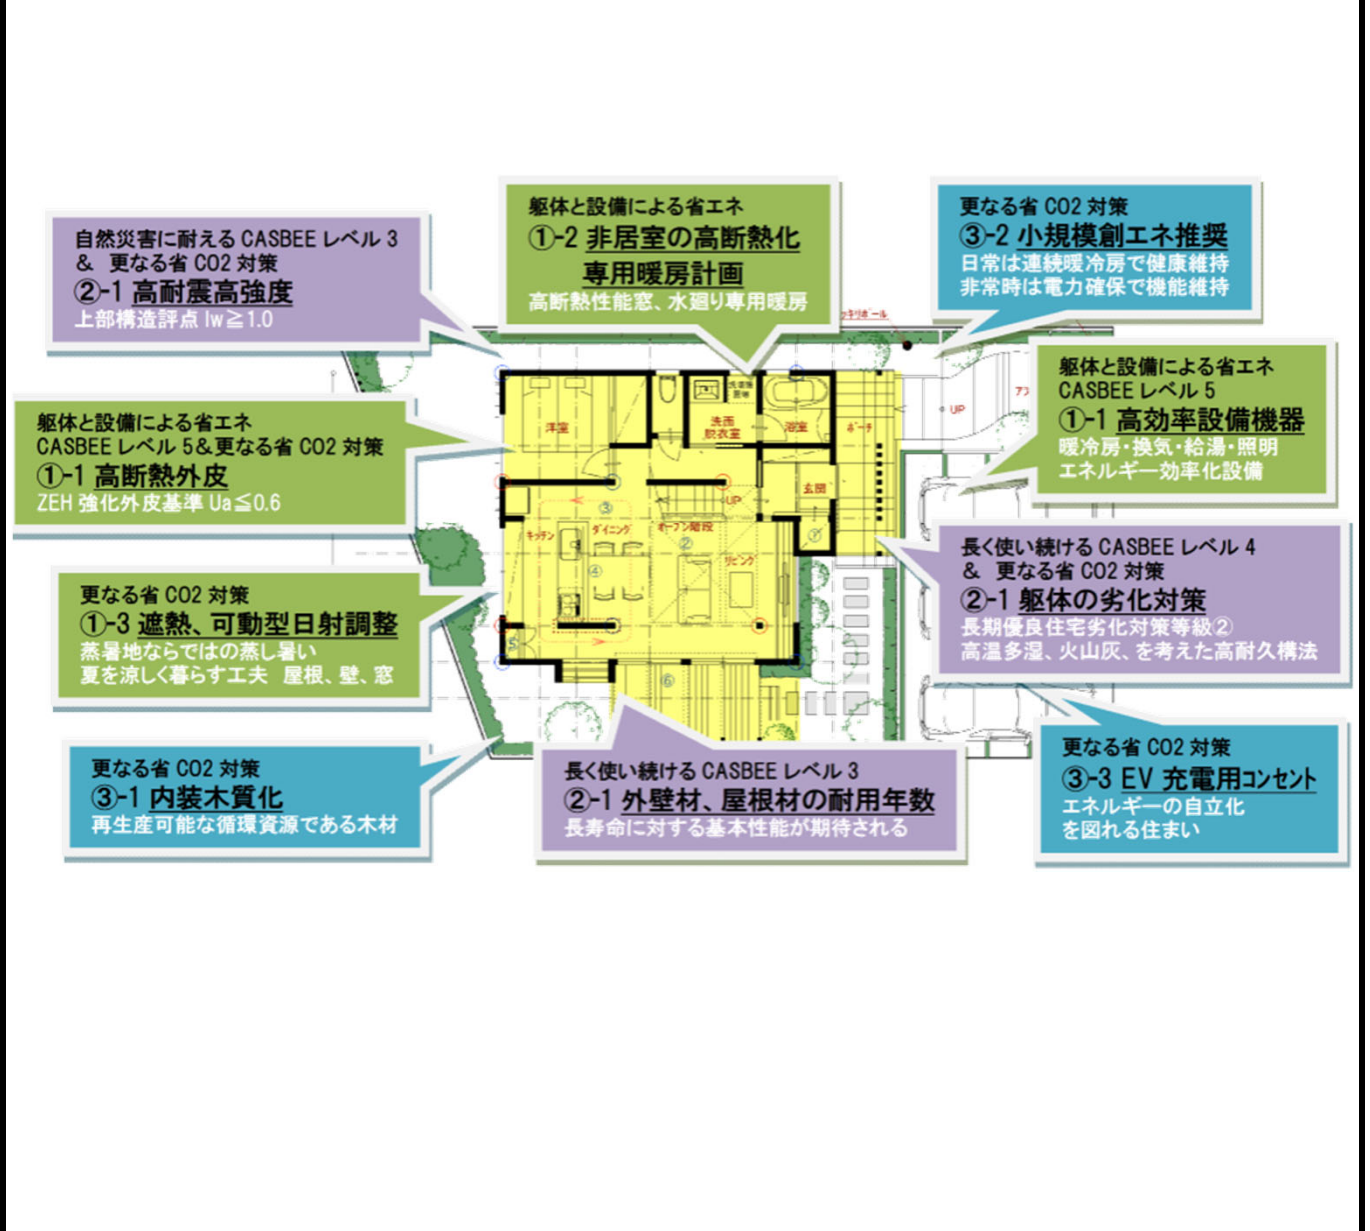 躯体と設備による省エネ
①-2 非居室の高断熱化
専用暖房計画
高断熱性能窓、水廻り専用暖房
更なる省 CO2 対策
③-2 小規模創エネ推奨
日常は連続暖冷房で健康維持
非常時は電力確保で機能維持
自然災害に耐える CASBEE レベル 3
& 更なる省 CO2 対策
②-1 高耐震高強度
上部構造評点 Iw≧1.0
躯体と設備による省エネ
CASBEE レベル 5
①-1 高効率設備機器
暖冷房・換気・給湯・照明
エネルギー効率化設備
躯体と設備による省エネ
CASBEE レベル 5&更なる省 CO2 対策
①-1 高断熱外皮
ZEH 強化外皮基準 Ua≦0.6
洋室
洗面
脱衣室
浴室
ポーチ
UP
玄関
UP
キッチン
ダイニング
オープン階段
リビング
③
②
④
⑥
長く使い続ける CASBEE レベル 4
& 更なる省 CO2 対策
②-1 躯体の劣化対策
長期優良住宅劣化対策等級②
高温多湿、火山灰、を考えた高耐久構法
更なる省 CO2 対策
①-3 遮熱、可動型日射調整
蒸暑地ならではの蒸し暑い
夏を涼しく暮らす工夫 屋根、壁、窓
更なる省 CO2 対策
③-1 内装木質化
再生産可能な循環資源である木材
長く使い続ける CASBEE レベル 3
②-1 外壁材、屋根材の耐用年数
長寿命に対する基本性能が期待される
更なる省 CO2 対策
③-3 EV 充電用コンセント
エネルギーの自立化
を図れる住まい